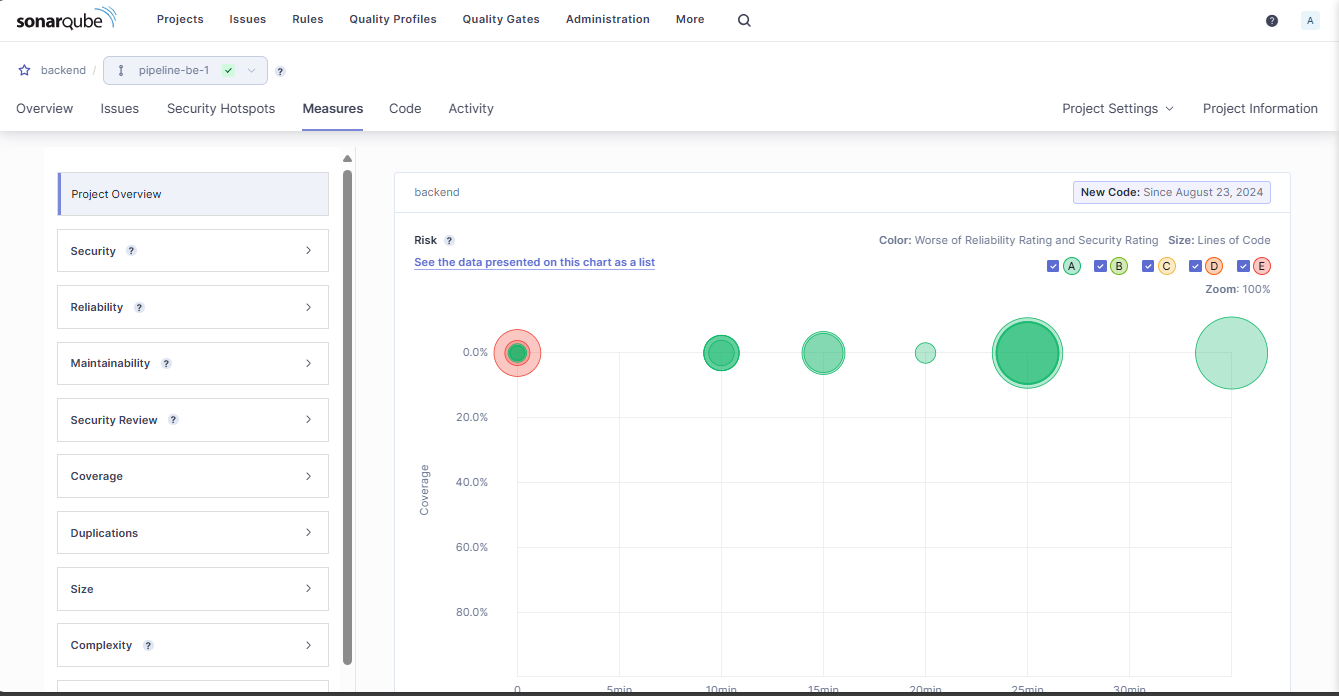 sonarqube Projects Issues Rules Quality Profiles Quality Gates Administration More ? A
backend / pipeline-be-1 ?
Overview Issues Security Hotspots Measures Code Activity Project Settings Project Information
Project Overview
Security ?
Reliability ?
Maintainability ?
Security Review ?
Coverage
Duplications
Size
Complexity ?
backend New Code: Since August 23, 2024
Risk ? Color: Worse of Reliability Rating and Security Rating Size: Lines of Code
See the data presented on this chart as a list A B C D E
Zoom: 100%
0.0%
20.0%
40.0%
60.0%
80.0%
Coverage
0 5min 10min 15min 20min 25min 30min